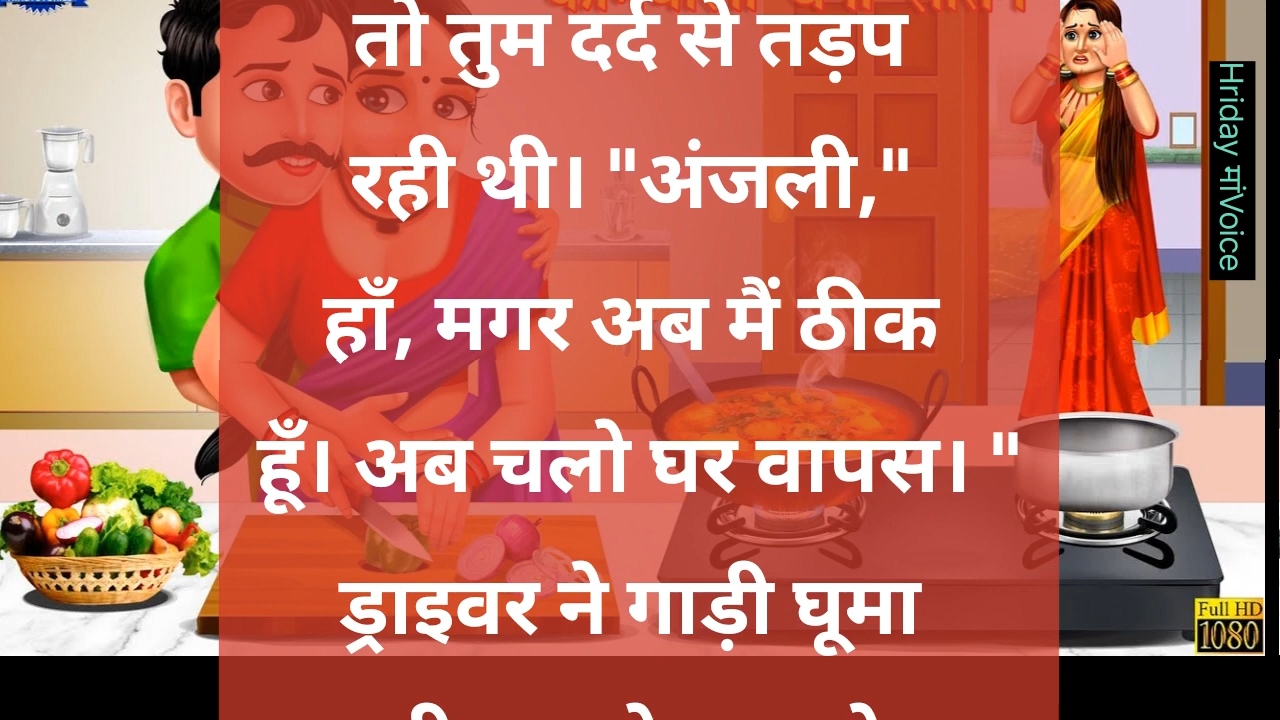 तो तुम दर्द से तड़प
रही थी। "अंजली,"
हाँ, मगर अब मैं ठीक
हूँ। अब चलो घर वापस। "
ड्राइवर ने गाड़ी घूमा
Hriday मांVoice
Full HD
1080